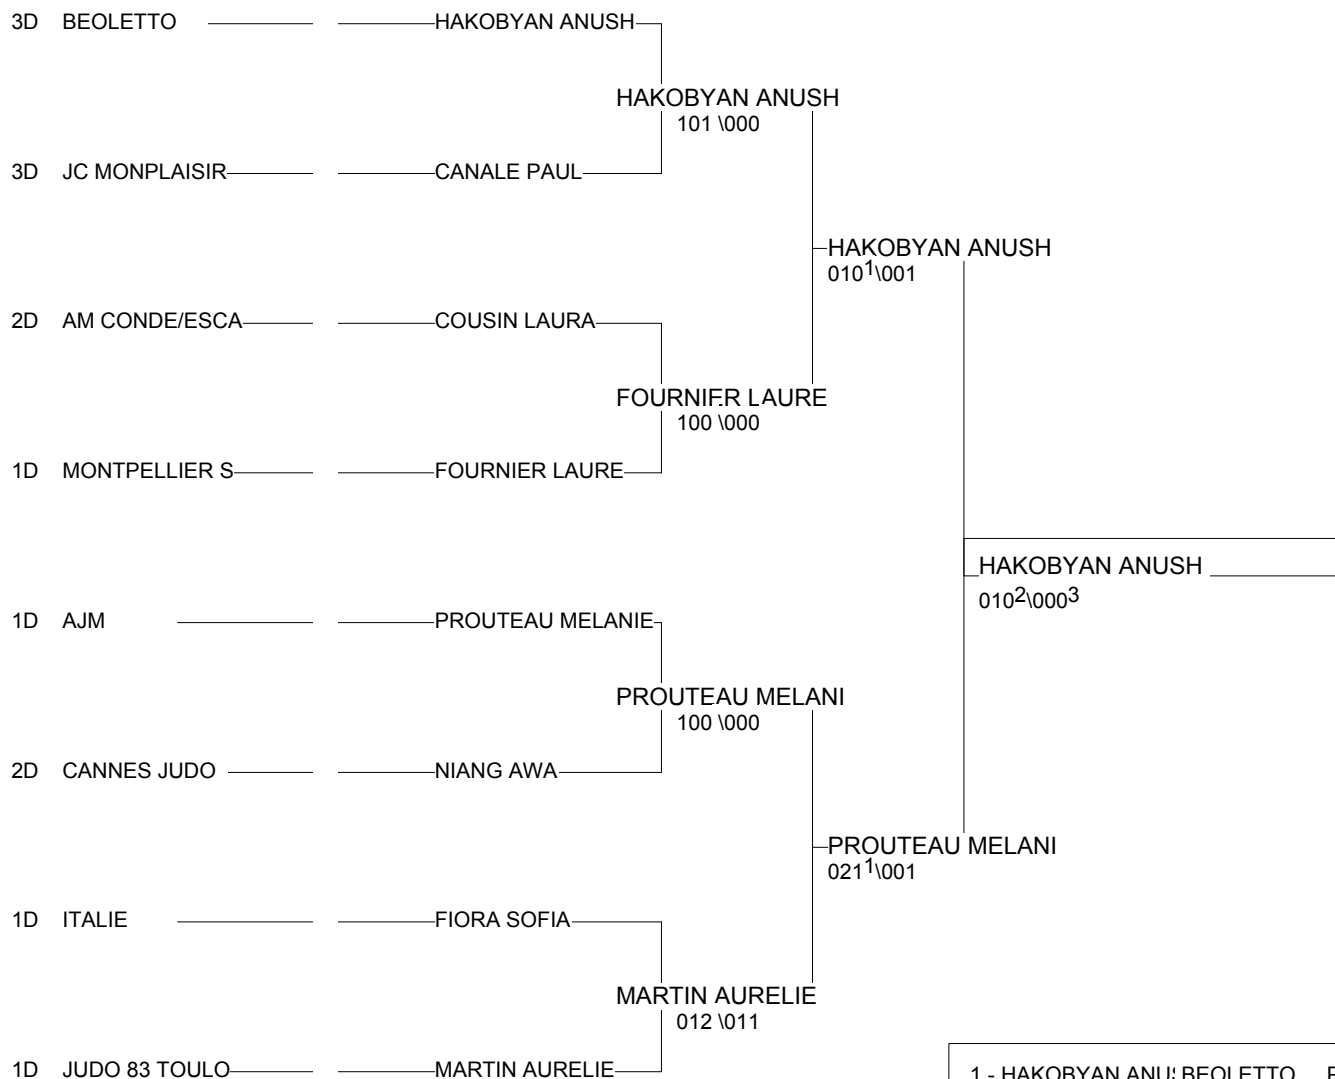 3D BEOLETTO HAKOBYAN ANUSH
HAKOBYAN ANUSH
101 \000
3D JC MONPLAISIR CANALE PAUL
HAKOBYAN ANUSH
010¹\001
2D AM CONDE/ESCA COUSIN LAURA
FOURNIER LAURE
100 \000
1D MONTPELLIER S FOURNIER LAURE
HAKOBYAN ANUSH
010²\000³
1D AJM PROUTEAU MELANIE
PROUTEAU MELANI
100 \000
2D CANNES JUDO NIANG AWA
PROUTEAU MELANI
021¹\001
1D ITALIE FIORA SOFIA
MARTIN AURELIE
012 \011
1D JUDO 83 TOULO MARTIN AURELIE
1 - HAKOBYAN ANU BEOLETTO